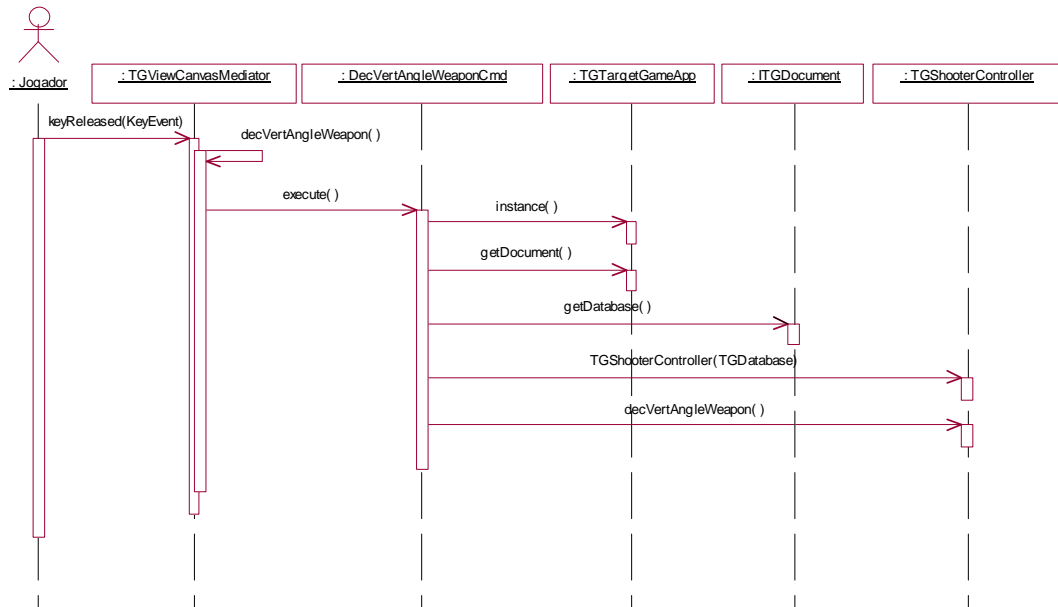 : Jogador
: TGViewCanvasMediator
: DecVertAngleWeaponCmd
: TGTargetGameApp
: ITGDocument
: TGShooterController
keyReleased(KeyEvent)
decVertAngleWeapon( )
execute( )
instance( )
getDocument( )
getDatabase( )
TGShooterController(TGDatabase)
decVertAngleWeapon( )